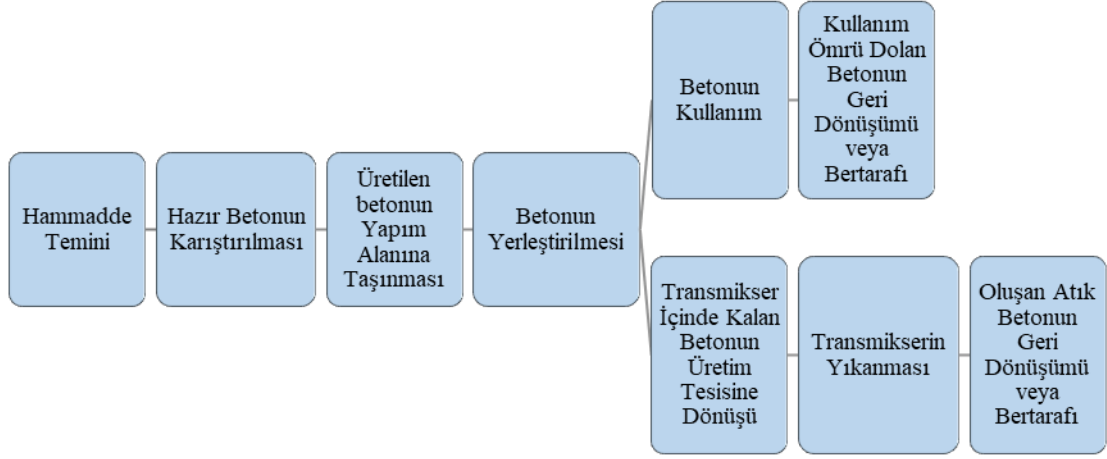 Hammadde
Temini
Hazır Betonun
Karıştırılması
Üretilen
betonun
Yapım
Alanına
Taşınması
Betonun
Yerleştirilmesi
Betonun
Kullanım
Kullanım
Ömrü Dolan
Betonun
Geri
Dönüşümü
veya
Bertarafı
Transmikser
İçinde Kalan
Betonun
Üretim
Tesisine
Dönüşü
Transmikserin
Yıkanması
Oluşan Atık
Betonun
Geri
Dönüşümü
veya
Bertarafı